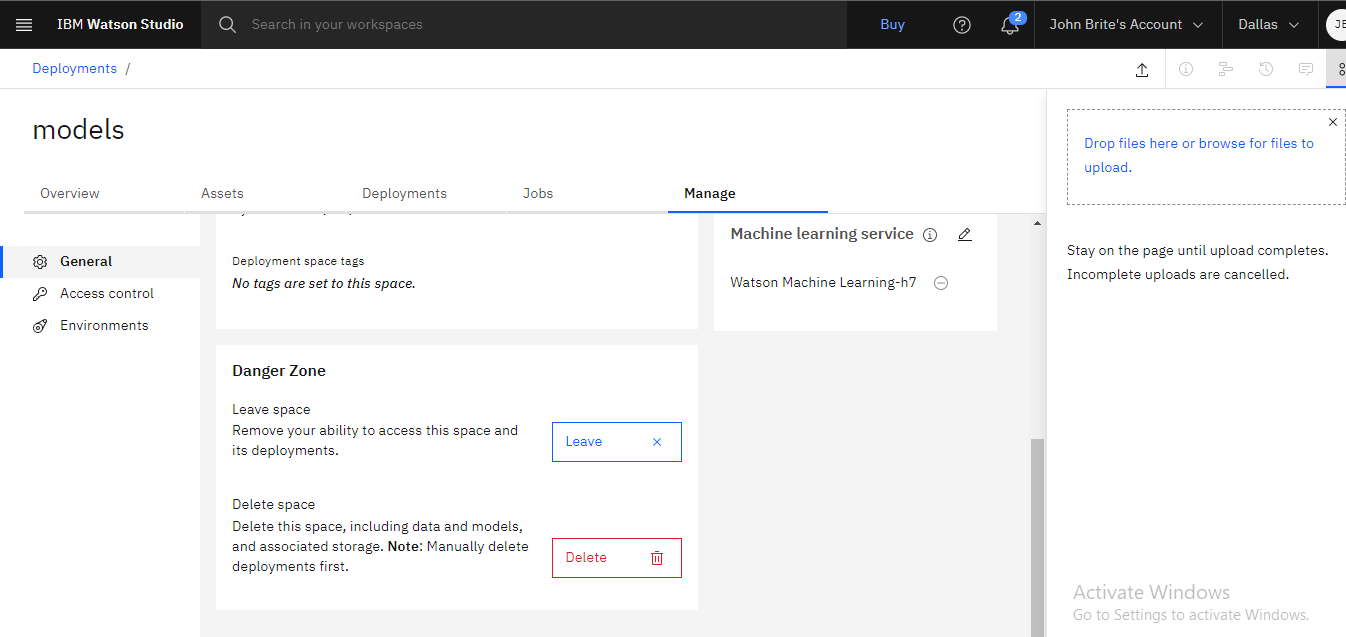 IBM Watson Studio
Search in your workspaces
Buy
2
John Brite's Account
Dallas
Deployments /
models
Overview
Assets
Deployments
Jobs
Manage
General
Access control
Environments
Deployment space tags
No tags are set to this space.
Machine learning service
Watson Machine Learning-h7
Danger Zone
Leave space
Remove your ability to access this space and
its deployments.
Leave
Delete space
Delete this space, including data and models,
and associated storage. Note: Manually delete
deployments first.
Delete
Drop files here or browse for files to
upload.
Stay on the page until upload completes.
Incomplete uploads are cancelled.
Activate Windows
Go to Settings to activate Windows.